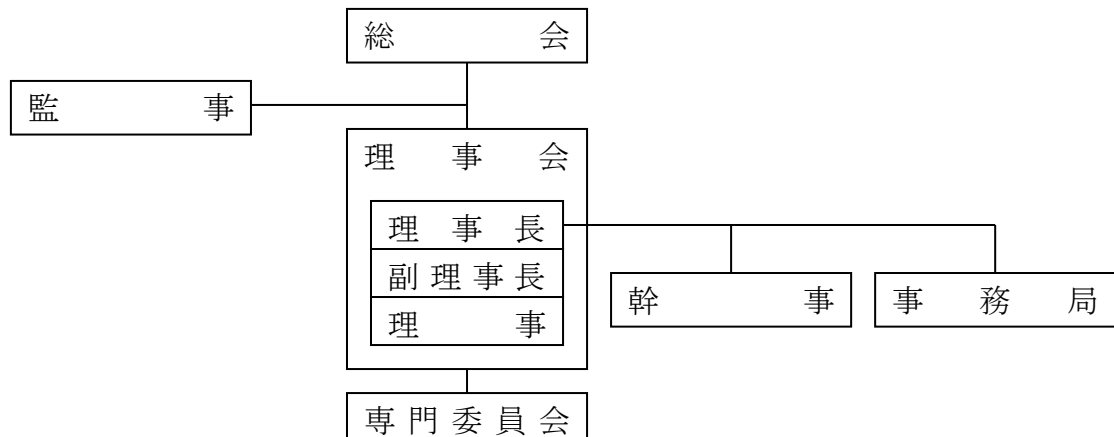 総会
監事
理事会
理事長
副理事長
理事
幹事
事務局
専門委員会